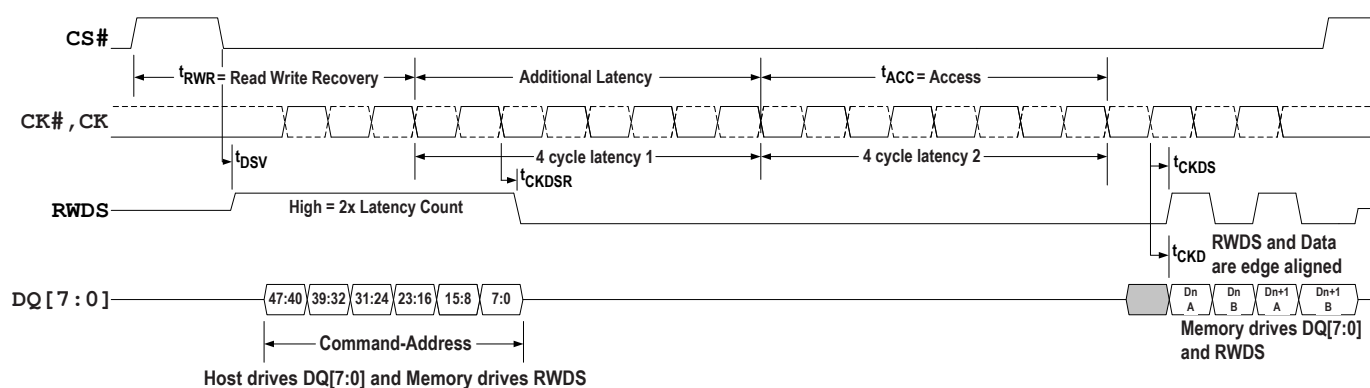 CS#
tRWR = Read Write Recovery
Additional Latency
tACC = Access
CK#,CK
tDSV
4 cycle latency 1
4 cycle latency 2
tCKDSR
tCKDS
RWDS
High = 2x Latency Count
tCKD
RWDS and Data
are edge aligned
DQ[7:0]
47:40 39:32 31:24 23:16 15:8 7:0
Dn A
Dn B
Dn+1 A
Dn+1 B
Command-Address
Memory drives DQ[7:0]
and RWDS
Host drives DQ[7:0] and Memory drives RWDS